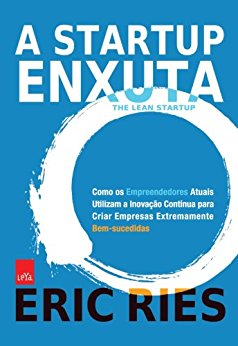 A STARTUP
ENXUTA
THE LEAN STARTUP
Como os Empreendedores Atuais
Utilizam a Inovação Contínua para
Criar Empresas Extremamente
Bem-sucedidas
LeYa
ERIC RIES